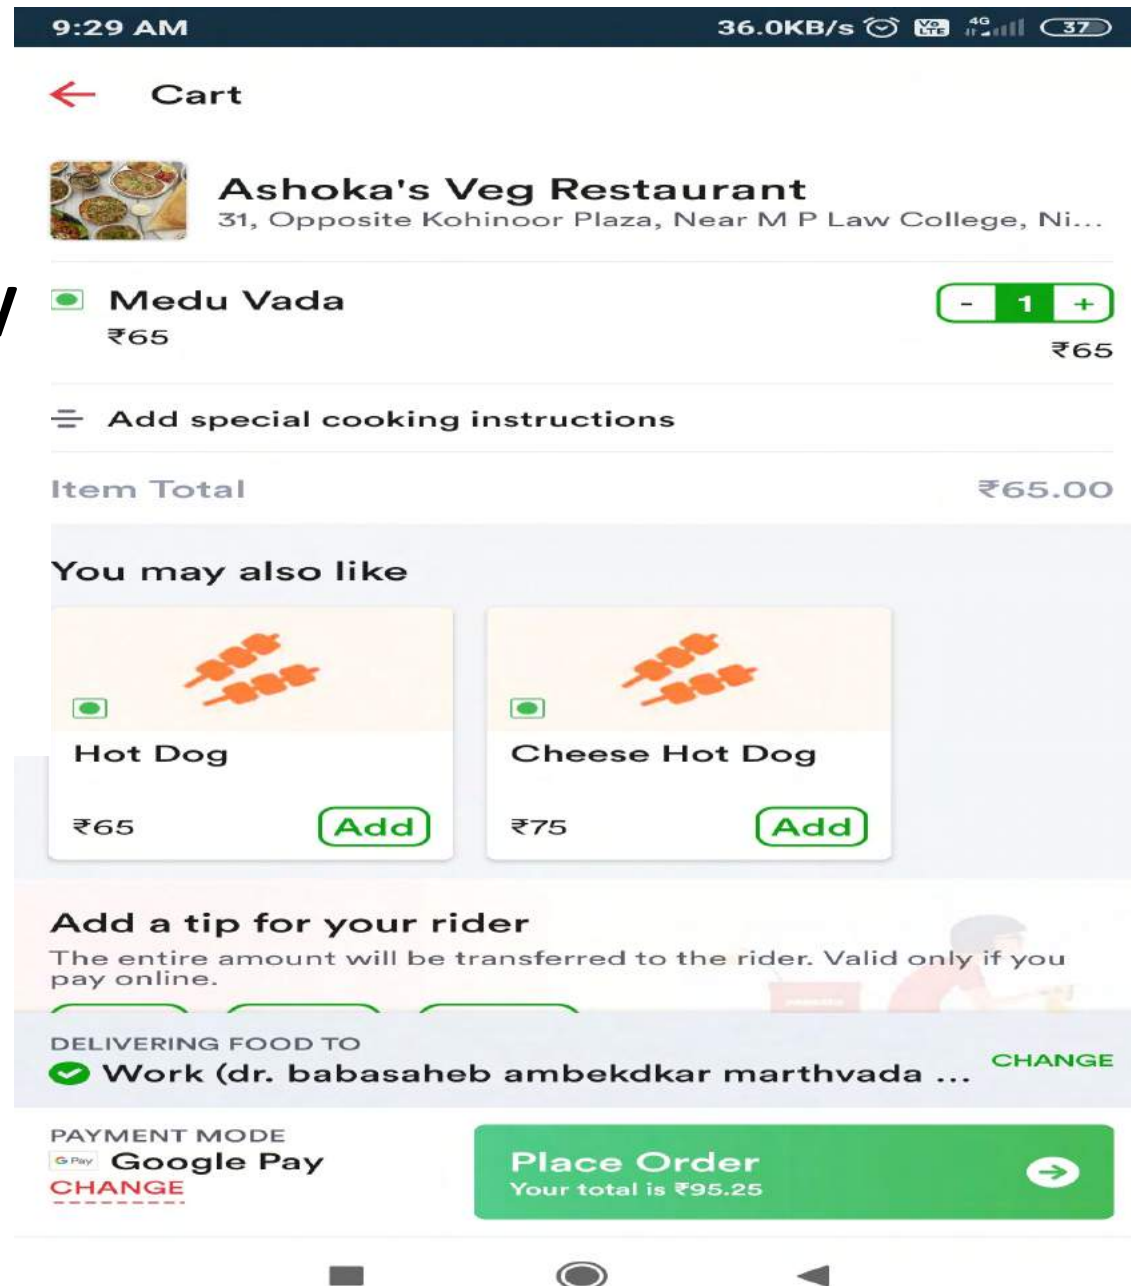 9:29 AM 36.0KB/s Vo LTE 4G 37
Cart
Ashoka's Veg Restaurant
31, Opposite Kohinoor Plaza, Near M P Law College, Ni...
Medu Vada - 1 +
₹65 ₹65
Add special cooking instructions
Item Total ₹65.00
You may also like
Hot Dog Cheese Hot Dog
₹65 Add ₹75 Add
Add a tip for your rider
The entire amount will be transferred to the rider. Valid only if you
pay online.
DELIVERING FOOD TO
Work (dr. babasaheb ambekdkar marthvada ... CHANGE
PAYMENT MODE
G Pay Google Pay
CHANGE
Place Order
Your total is ₹95.25